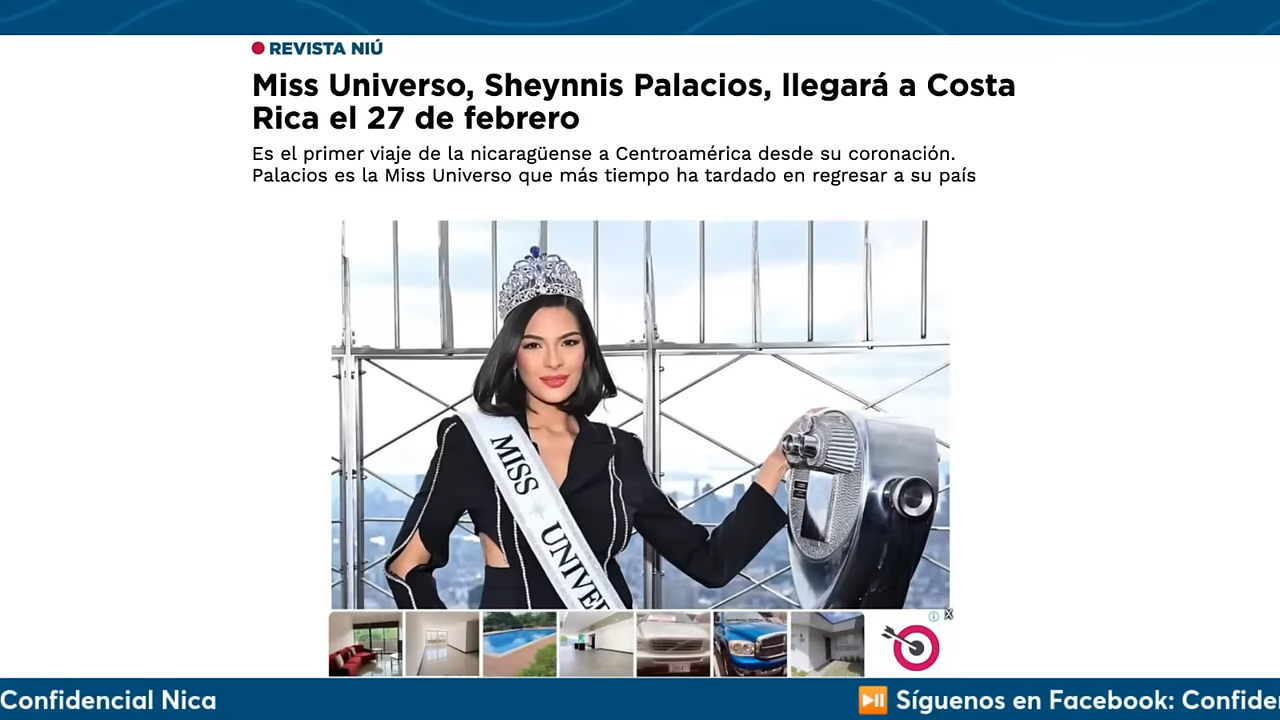 REVISTA NIÚ
Miss Universo, Sheynnis Palacios, llegará a Costa
Rica el 27 de febrero
Es el primer viaje de la nicaragüense a Centroamérica desde su coronación.
Palacios es la Miss Universo que más tiempo ha tardado en regresar a su país
MISS
UNIVE
X
Confidencial Nica
Síguenos en Facebook: Confide